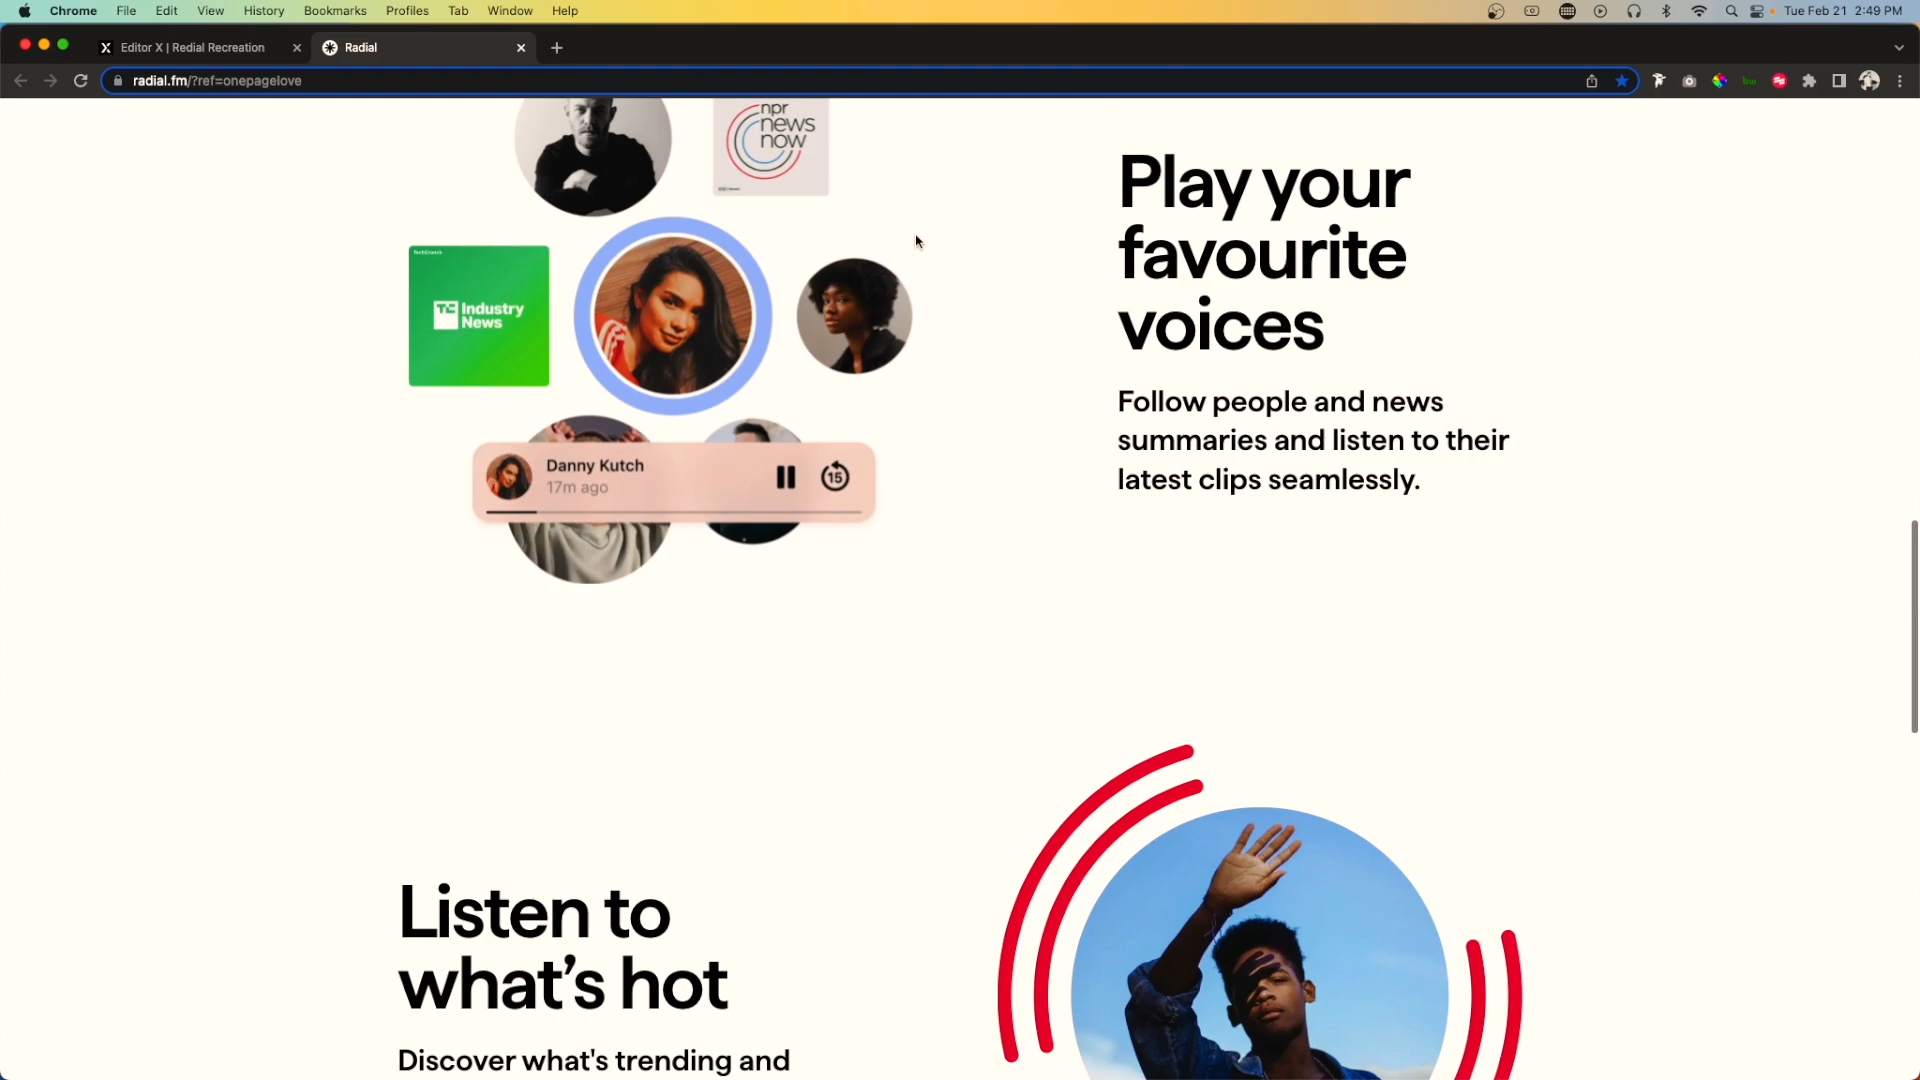 Chrome File Edit View History Bookmarks Profiles Tab Window Help Tue Feb 21 2:49 PM
X Editor X | Redial Recreation Radial
radial.fm/?ref=onepagelove
npr
news
now
Play your
favourite
voices
TechCrunch
TC Industry
News
Follow people and news
summaries and listen to their
latest clips seamlessly.
Danny Kutch
17m ago
15
Listen to
what’s hot
Discover what's trending and